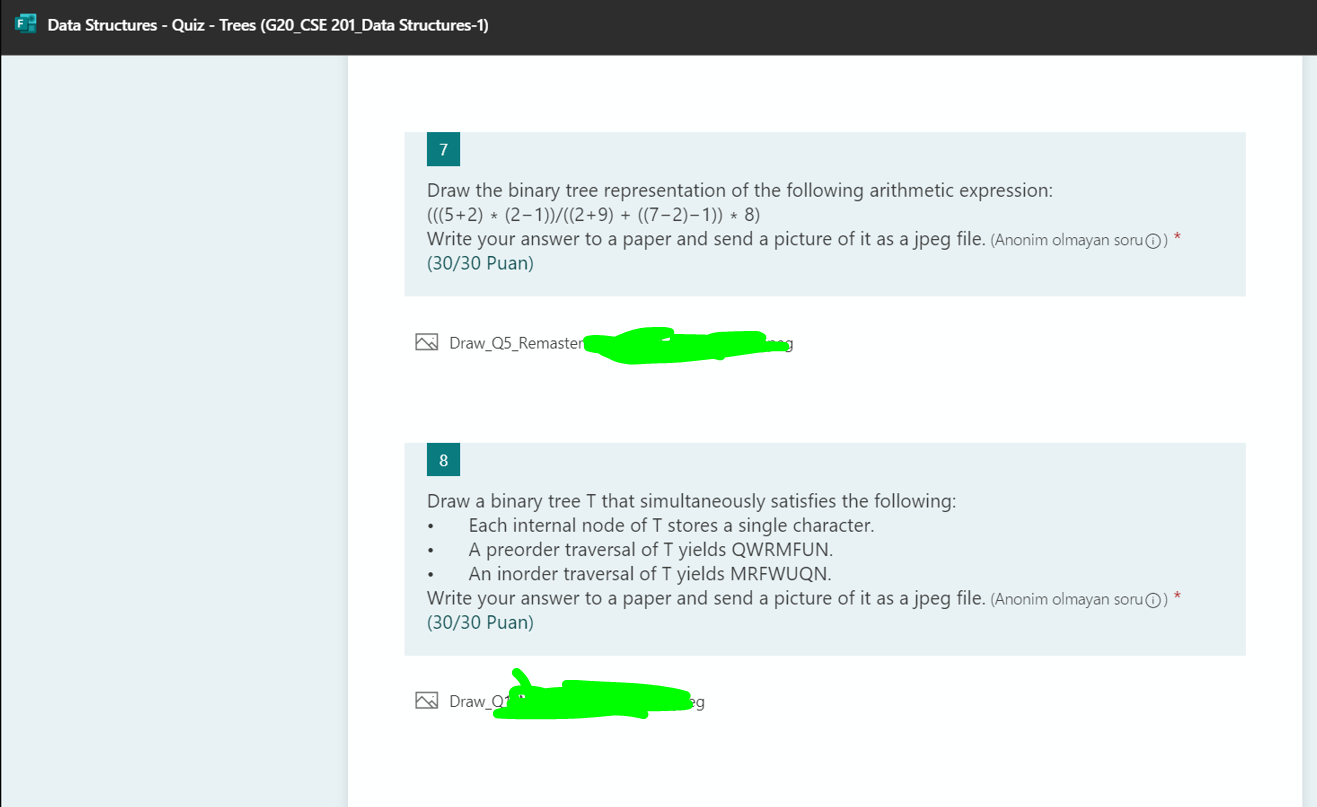 Data Structures - Quiz - Trees (G20_CSE 201_Data Structures-1)
7
Draw the binary tree representation of the following arithmetic expression:
(((5+2) * (2−1))/((2+9) + ((7−2)−1)) * 8)
Write your answer to a paper and send a picture of it as a jpeg file. (Anonim olmayan soru) *
(30/30 Puan)
Draw_Q5_Remaster
8
Draw a binary tree T that simultaneously satisfies the following:
• Each internal node of T stores a single character.
• A preorder traversal of T yields QWRMFUN.
• An inorder traversal of T yields MRFWUQN.
Write your answer to a paper and send a picture of it as a jpeg file. (Anonim olmayan soru) *
(30/30 Puan)
Draw_Q1